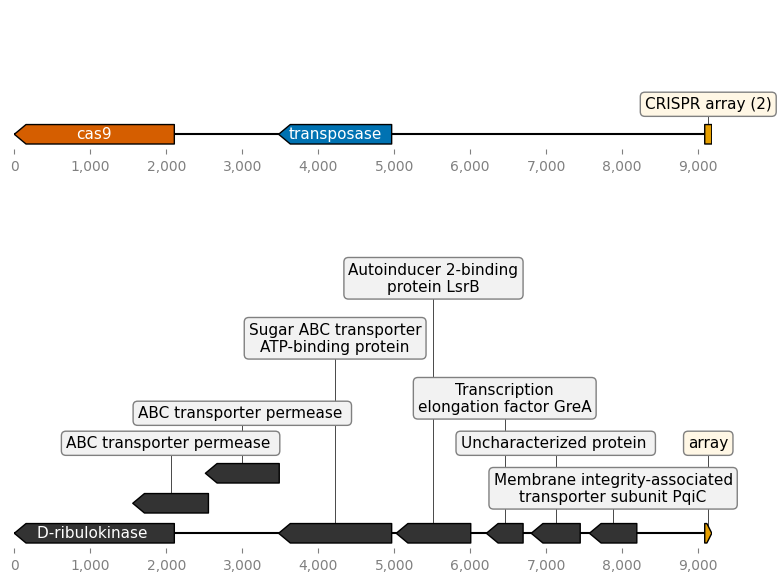 CRISPR array (2)
cas9
transposase
0 1,000 2,000 3,000 4,000 5,000 6,000 7,000 8,000 9,000
Autoinducer 2-binding
protein LsrB
Sugar ABC transporter
ATP-binding protein
Transcription
elongation factor GreA
ABC transporter permease
ABC transporter permease
Uncharacterized protein
array
Membrane integrity-associated
transporter subunit PqiC
D-ribulokinase
0 1,000 2,000 3,000 4,000 5,000 6,000 7,000 8,000 9,000